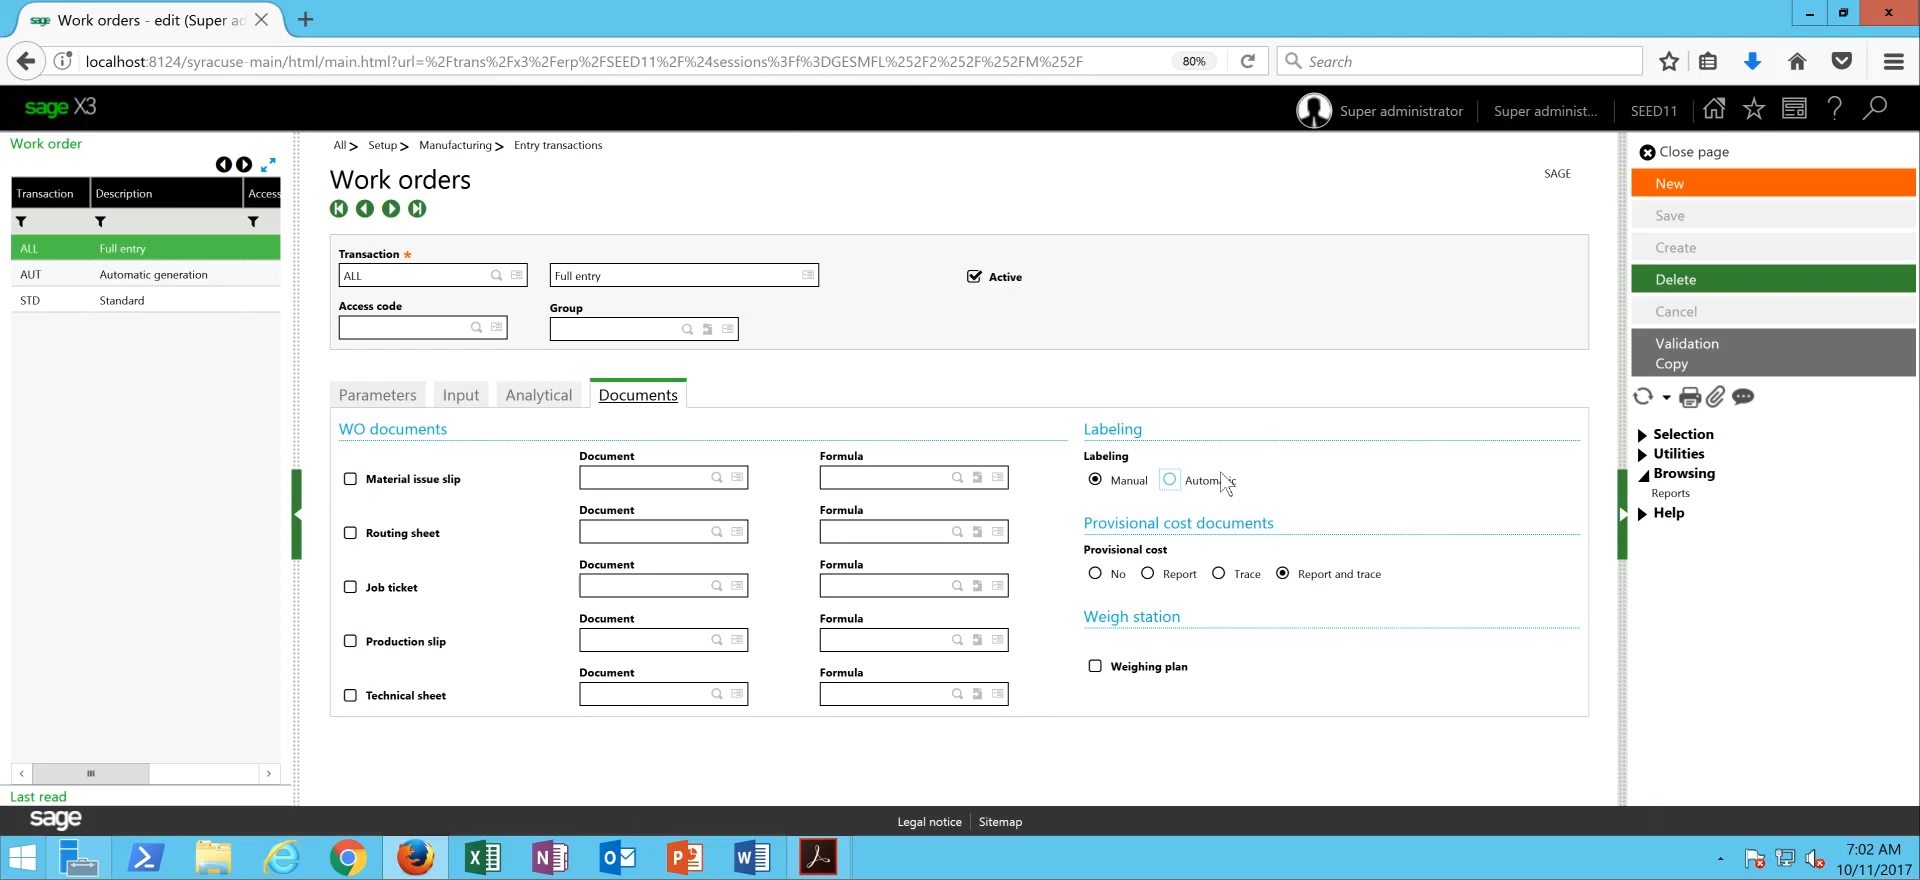 sage Work orders - edit (Super ad
localhost:8124/syracuse-main/html/main.html?url=%2Ftrans%2Fx3%2Ferp%2FSEED11%2F%24sessions%3Ff%3DGESMFL%252F2%252F%252FM%252F
80%
Search
sage X3
Super administrator
Super administ...
SEED11
Work order
Transaction Description Access
ALL Full entry
AUT Automatic generation
STD Standard
Last read
All > Setup > Manufacturing > Entry transactions
Work orders
SAGE
Transaction *
ALL
Full entry
Active
Access code
Group
Parameters Input Analytical Documents
WO documents
Document Formula
Material issue slip
Document Formula
Routing sheet
Document Formula
Job ticket
Document Formula
Production slip
Document Formula
Technical sheet
Labeling
Labeling
Manual Automatic
Provisional cost documents
Provisional cost
No Report Trace Report and trace
Weigh station
Weighing plan
Close page
New
Save
Create
Delete
Cancel
Validation
Copy
Selection
Utilities
Browsing
Reports
Help
sage
Legal notice Sitemap
7:02 AM
10/11/2017